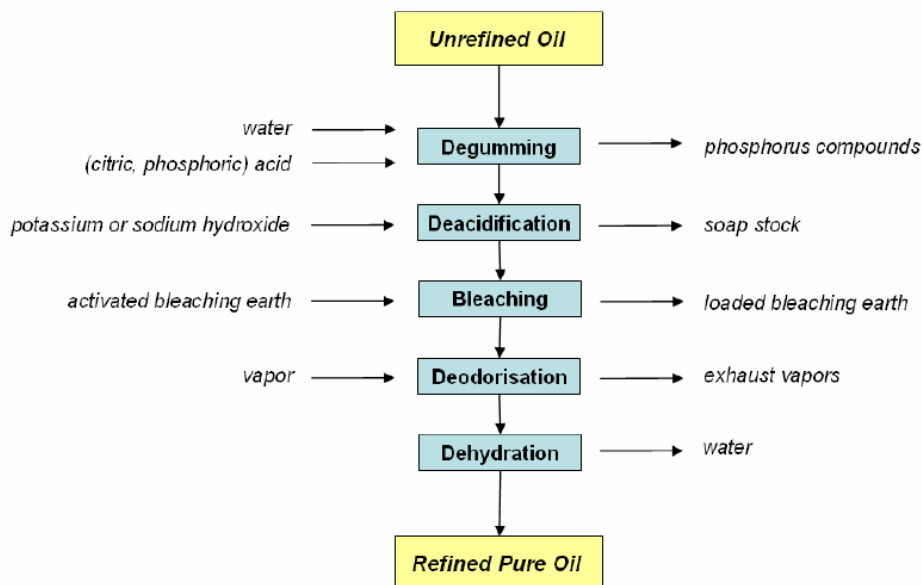 Unrefined Oil
water
(citric, phosphoric) acid
Degumming
phosphorus compounds
potassium or sodium hydroxide
Deacidification
soap stock
activated bleaching earth
Bleaching
loaded bleaching earth
vapor
Deodorisation
exhaust vapors
Dehydration
water
Refined Pure Oil